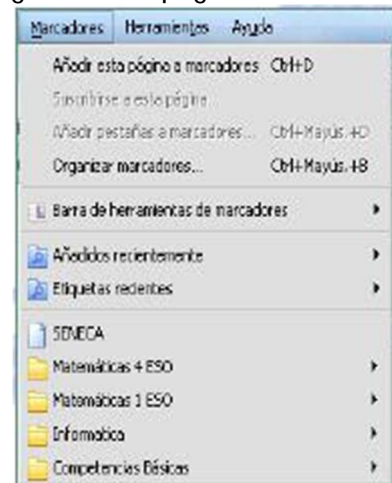 Marcadores Herramientas Ayuda
Añadir esta página a marcadores Ctrl+D
Suscribirse a esta página...
Añadir pestañas a marcadores... Ctrl+Mayús.+D
Organizar marcadores... Ctrl+Mayús.+B
Barra de herramientas de marcadores
Añadidos recientemente
Etiquetas recientes
SENECA
Matemáticas 4 ESO
Matemáticas 1 ESO
Informatica
Competencias Básicas